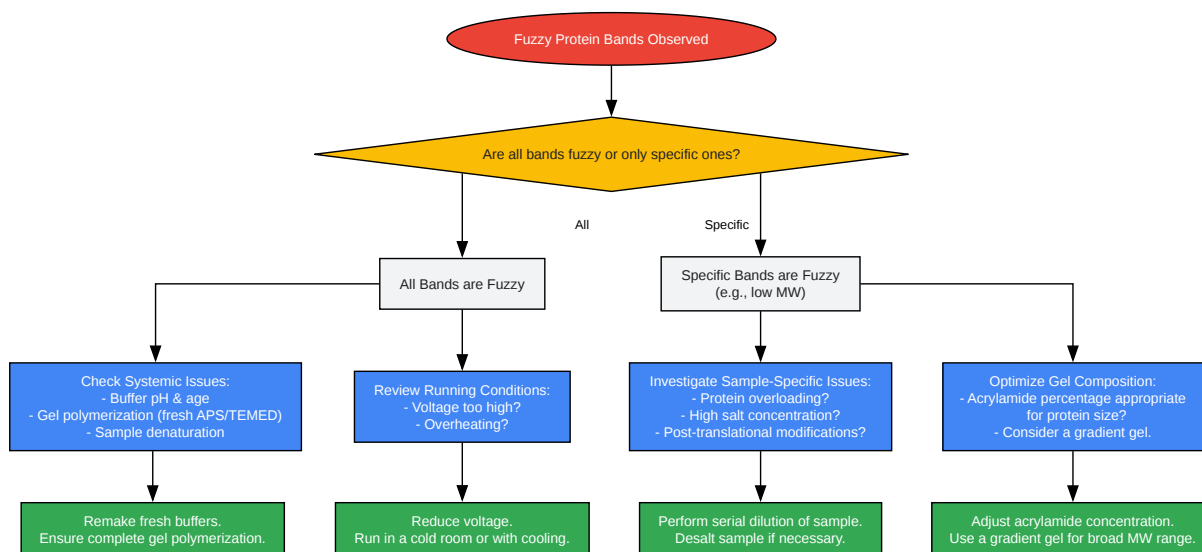 Fuzzy Protein Bands Observed
Are all bands fuzzy or only specific ones?
All
Specific
All Bands are Fuzzy
Specific Bands are Fuzzy
(e.g., low MW)
Check Systemic Issues:
- Buffer pH & age
- Gel polymerization (fresh APS/TEMED)
- Sample denaturation
Review Running Conditions:
- Voltage too high?
- Overheating?
Investigate Sample-Specific Issues:
- Protein overloading?
- High salt concentration?
- Post-translational modifications?
Optimize Gel Composition:
- Acrylamide percentage appropriate
for protein size?
- Consider a gradient gel.
Remake fresh buffers.
Ensure complete gel polymerization.
Reduce voltage.
Run in a cold room or with cooling.
Perform serial dilution of sample.
Desalt sample if necessary.
Adjust acrylamide concentration.
Use a gradient gel for broad MW range.